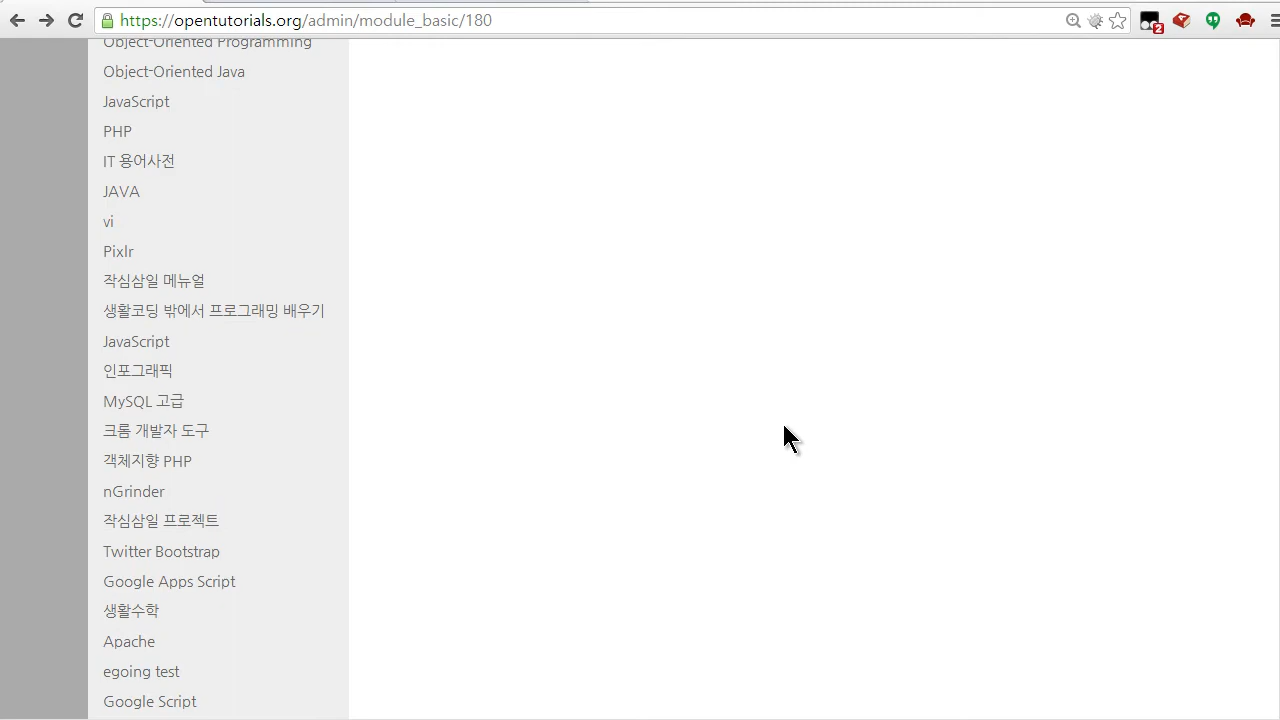 https://opentutorials.org/admin/module_basic/180
2
Object-Oriented Programming
Object-Oriented Java
JavaScript
PHP
IT 용어사전
JAVA
vi
Pixlr
작심삼일 메뉴얼
생활코딩 밖에서 프로그래밍 배우기
JavaScript
인포그래픽
MySQL 고급
크롬 개발자 도구
객체지향 PHP
nGrinder
작심삼일 프로젝트
Twitter Bootstrap
Google Apps Script
생활수학
Apache
egoing test
Google Script